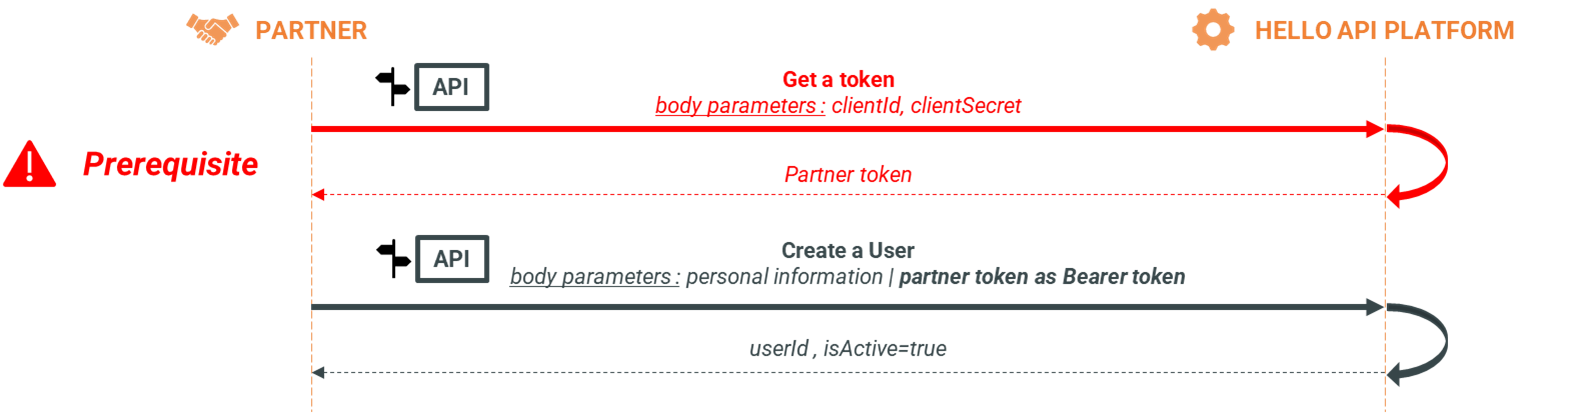 PARTNER
HELLO API PLATFORM
API
Get a token
body parameters : clientId, clientSecret
Prerequisite
Partner token
API
Create a User
body parameters : personal information | partner token as Bearer token
userId , isActive=true